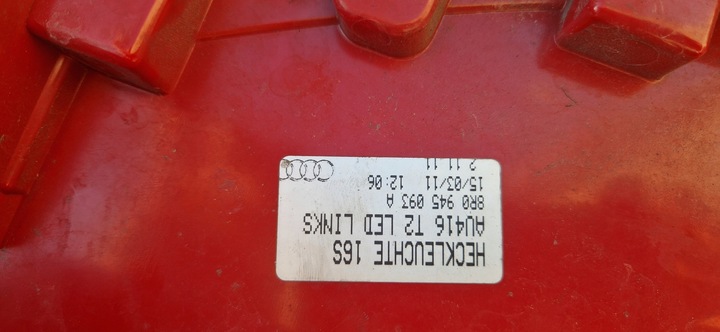 HECKLEUCHTE 16S
AU416 T2 LED LINKS
8R0 945 093 A
15/03/11 12:06
2 11 11